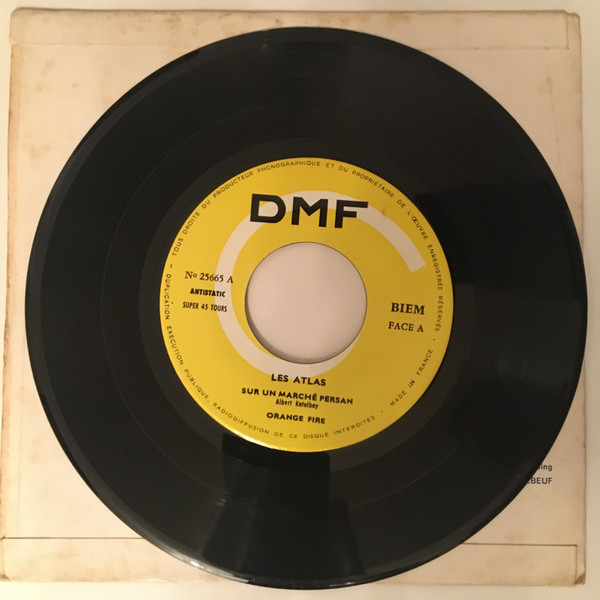 TOUS DROITS DU PRODUCTEUR PHONOGRAPHIQUE ET DU PROPRIETAIRE DE L'ŒUVRE ENREGISTRÉE RÉSERVÉS -
DMF
No 25665 A
ANTISTATIC
SUPER 45 TOURS
BIEM
FACE A
LES ATLAS
SUR UN MARCHÉ PERSAN
Albert Ketelbey
ORANGE FIRE
- DUPLICATION EXECUTION PUBLIQUE, RADIODIFFUSION DE CE DISQUE INTERDITES -
MADE IN FRANCE -